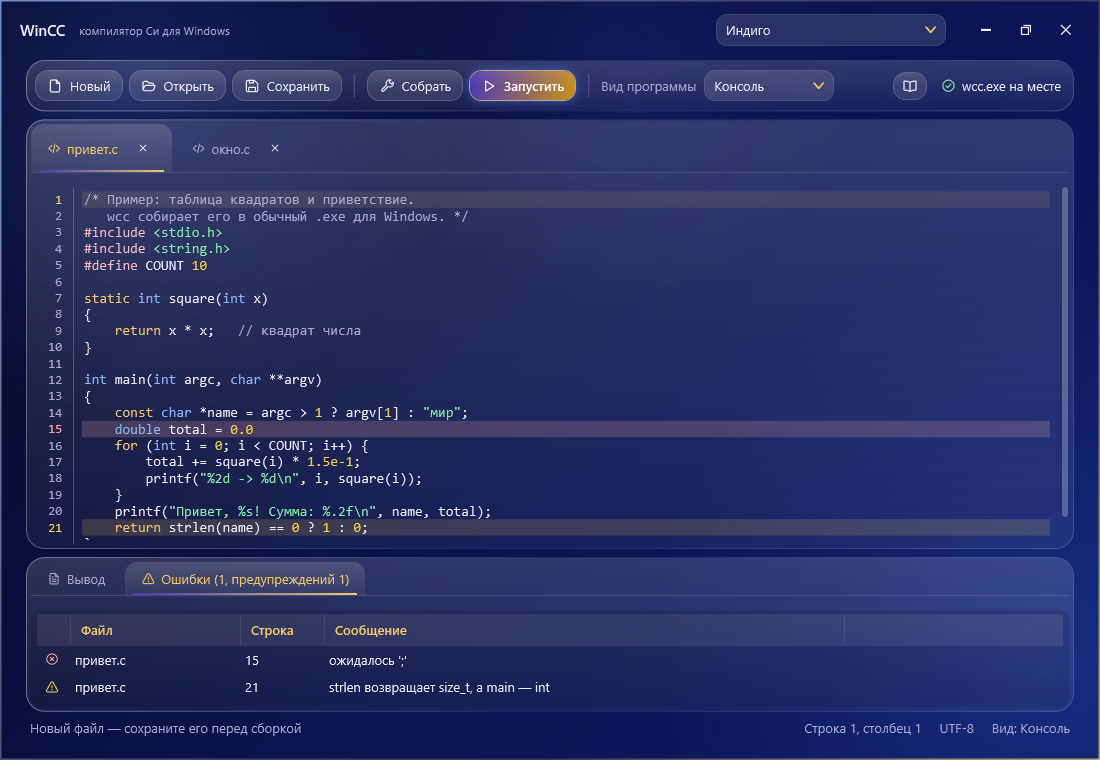 WinCC компилятор Си для Windows Индиго
Новый Открыть Сохранить Собрать Запустить Вид программы Консоль wcc.exe на месте
привет.c окно.c
1 /* Пример: таблица квадратов и приветствие.
2 wcc собирает его в обычный .exe для Windows. */
3 #include <stdio.h>
4 #include <string.h>
5 #define COUNT 10
6
7 static int square(int x)
8 {
9 return x * x; // квадрат числа
10 }
11
12 int main(int argc, char **argv)
13 {
14 const char *name = argc > 1 ? argv[1] : "мир";
15 double total = 0.0
16 for (int i = 0; i < COUNT; i++) {
17 total += square(i) * 1.5e-1;
18 printf("%2d -> %d\n", i, square(i));
19 }
20 printf("Привет, %s! Сумма: %.2f\n", name, total);
21 return strlen(name) == 0 ? 1 : 0;
Вывод Ошибки (1, предупреждений 1)
Файл Строка Сообщение
привет.c 15 ожидалось ';'
привет.c 21 strlen возвращает size_t, а main — int
Новый файл — сохраните его перед сборкой Строка 1, столбец 1 UTF-8 Вид: Консоль